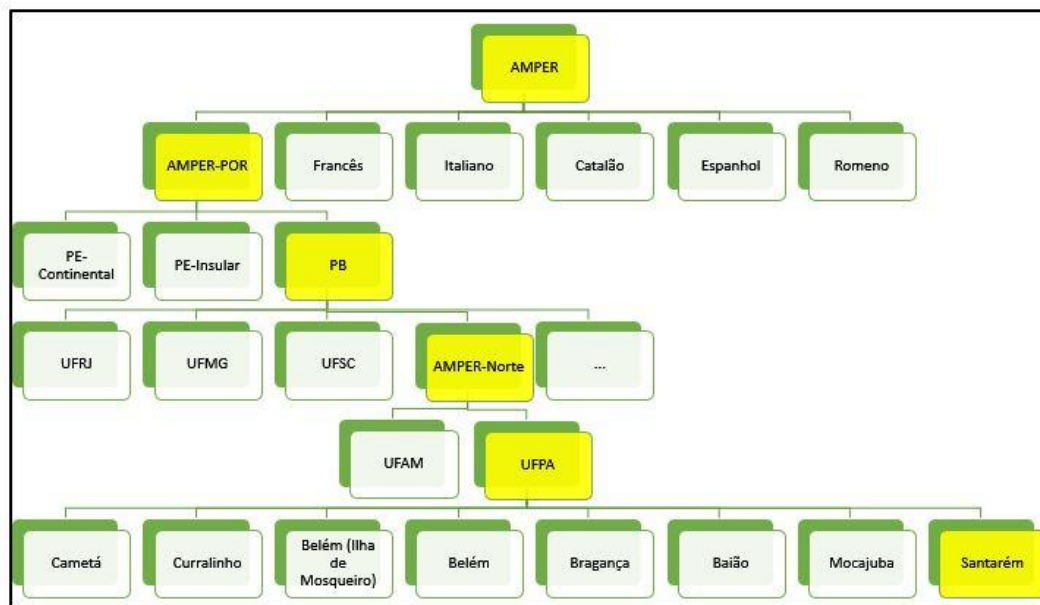 AMPER
AMPER-POR
Francês
Italiano
Catalão
Espanhol
Romeno
PE-
Continental
PE-Insular
PB
UFRJ
UFMG
UFSC
AMPER-Norte
...
UFAM
UFPA
Cametá
Curralinho
Belém (Ilha
de
Mosqueiro)
Belém
Bragança
Baião
Mocajuba
Santarém